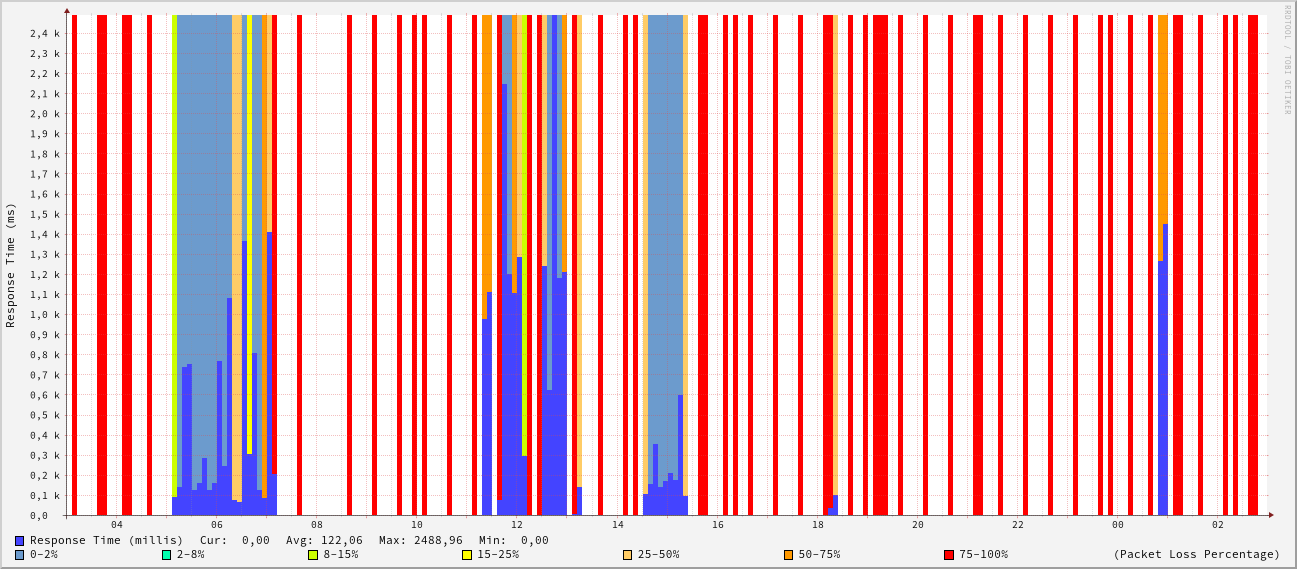 RRDTOOL / TOBI OETIKER
Response Time (ms)
2,4 k
2,3 k
2,2 k
2,1 k
2,0 k
1,9 k
1,8 k
1,7 k
1,6 k
1,5 k
1,4 k
1,3 k
1,2 k
1,1 k
1,0 k
0,9 k
0,8 k
0,7 k
0,6 k
0,5 k
0,4 k
0,3 k
0,2 k
0,1 k
0,0
04 06 08 10 12 14 16 18 20 22 00 02
Response Time (millis) Cur: 0,00 Avg: 122,06 Max: 2488,96 Min: 0,00
0-2% 2-8% 8-15% 15-25% 25-50% 50-75% 75-100% (Packet Loss Percentage)